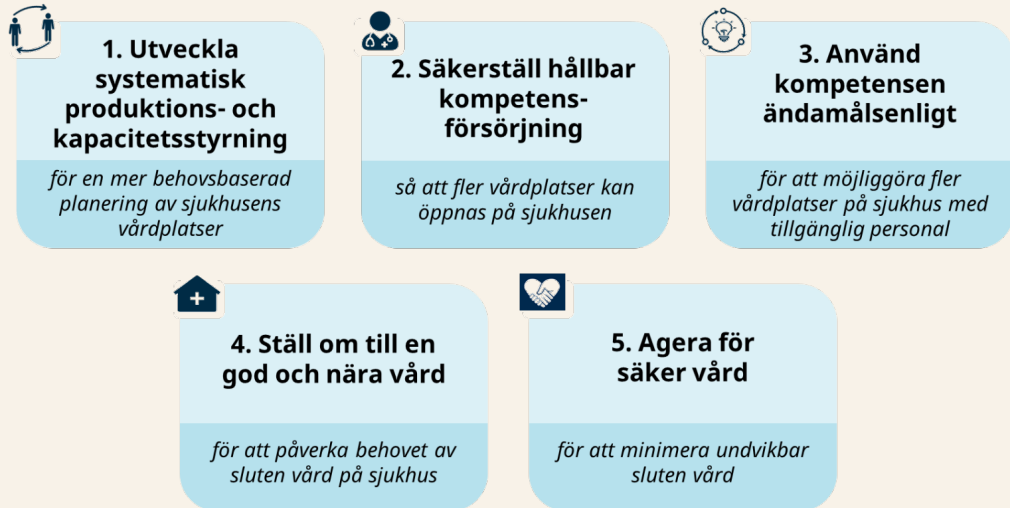 1. Utveckla
systematisk
produktions- och
kapacitetsstyrning
för en mer behovsbaserad
planering av sjukhusens
vårdplatser
2. Säkerställ hållbar
kompetens-
försörjning
så att fler vårdplatser kan
öppnas på sjukhusen
3. Använd
kompetensen
ändamålsenligt
för att möjliggöra fler
vårdplatser på sjukhus med
tillgänglig personal
4. Ställ om till en
god och nära vård
för att påverka behovet av
sluten vård på sjukhus
5. Agera för
säker vård
för att minimera undvikbar
sluten vård